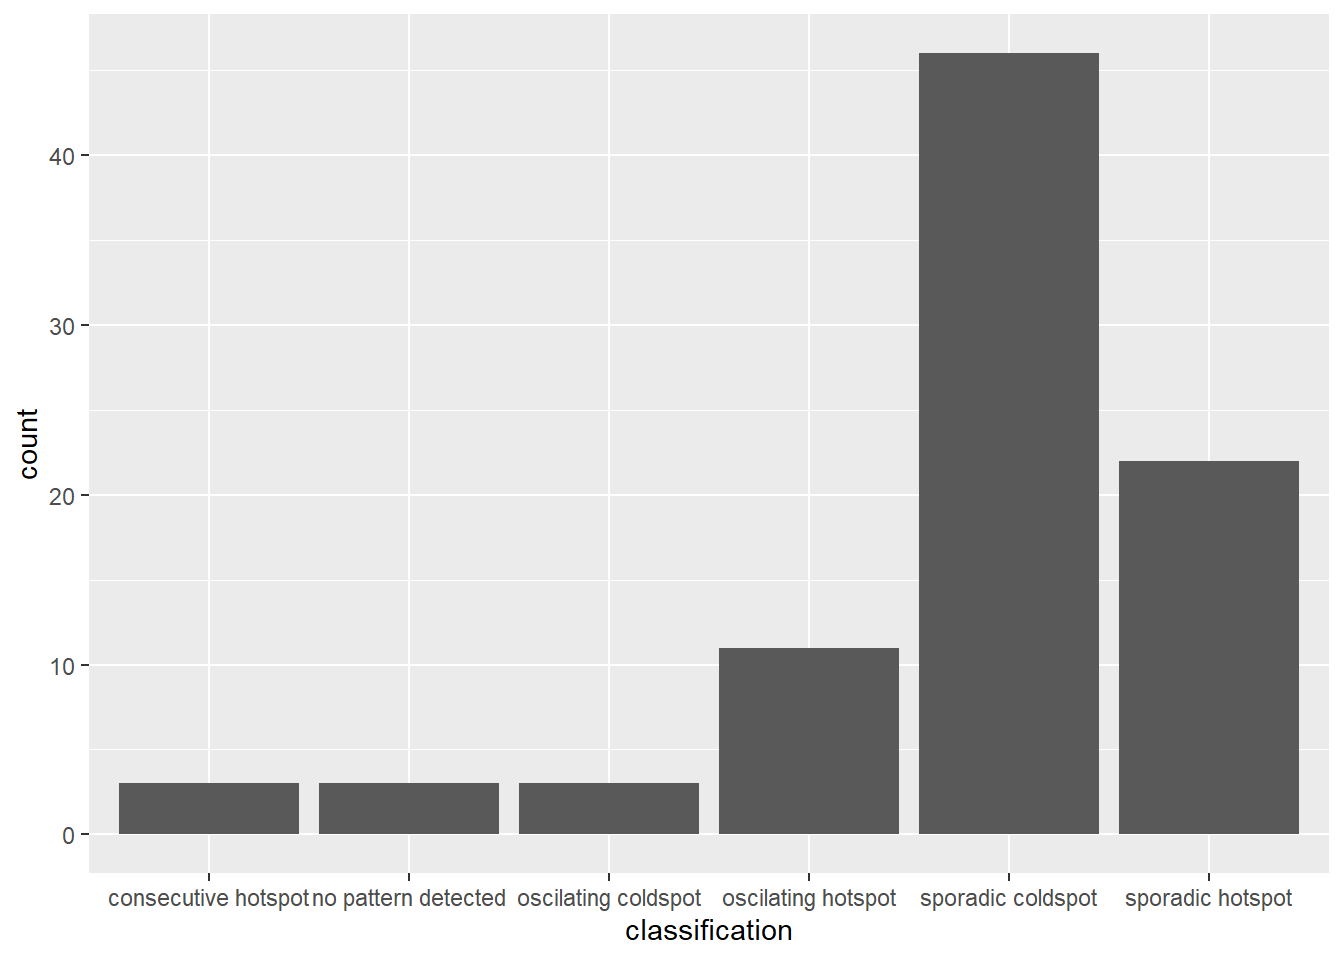 count
40
30
20
10
0
consecutive hotspot no pattern detected oscilating coldspot oscilating hotspot sporadic coldspot sporadic hotspot
classification